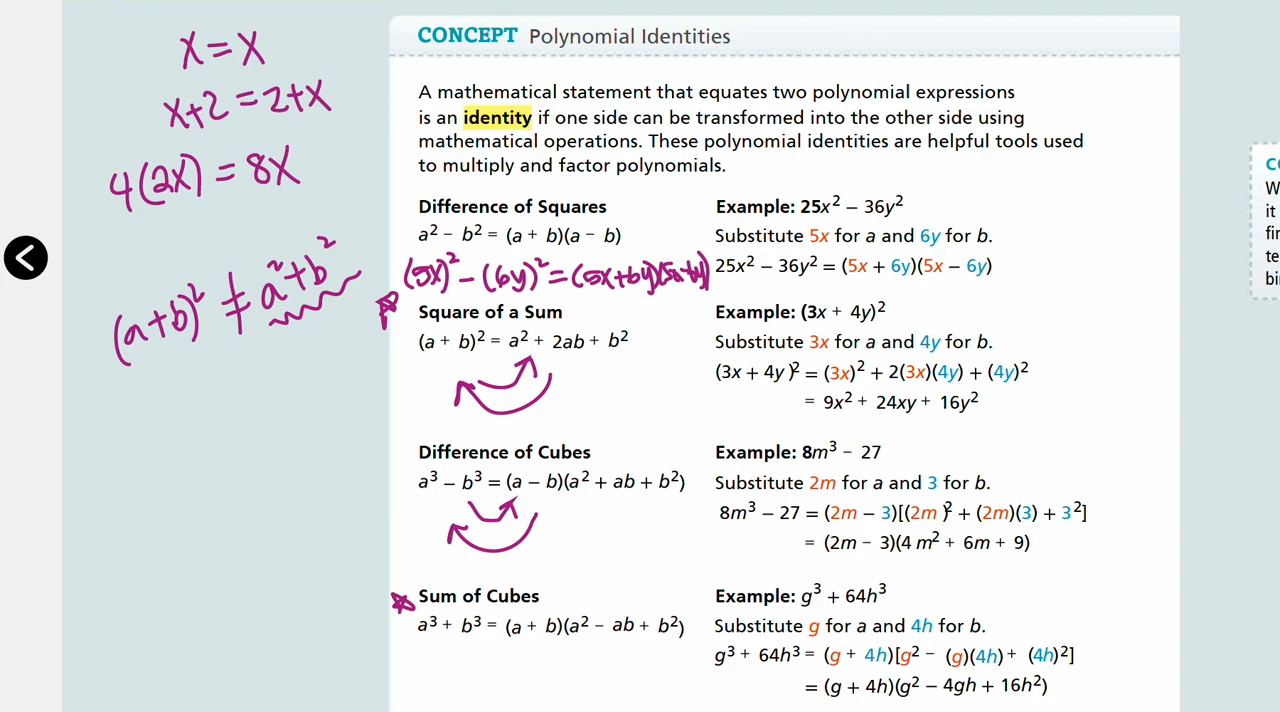 x = x
x+2 = 2+x
4(2x) = 8x
(a+b)² ≠ a²+b²
CONCEPT Polynomial Identities
A mathematical statement that equates two polynomial expressions
is an identity if one side can be transformed into the other side using
mathematical operations. These polynomial identities are helpful tools used
to multiply and factor polynomials.
Difference of Squares
a² − b² = (a + b)(a − b)
(5x)² − (6y)² = (5x+6y)
Example: 25x² − 36y²
Substitute 5x for a and 6y for b.
25x² − 36y² = (5x + 6y)(5x − 6y)
Square of a Sum
(a + b)² = a² + 2ab + b²
Example: (3x + 4y)²
Substitute 3x for a and 4y for b.
(3x + 4y)² = (3x)² + 2(3x)(4y) + (4y)²
= 9x² + 24xy + 16y²
Difference of Cubes
a³ − b³ = (a − b)(a² + ab + b²)
Example: 8m³ − 27
Substitute 2m for a and 3 for b.
8m³ − 27 = (2m − 3)[(2m)² + (2m)(3) + 3²]
= (2m − 3)(4m² + 6m + 9)
Sum of Cubes
a³ + b³ = (a + b)(a² − ab + b²)
Example: g³ + 64h³
Substitute g for a and 4h for b.
g³ + 64h³ = (g + 4h)[g² − (g)(4h) + (4h)²]
= (g + 4h)(g² − 4gh + 16h²)